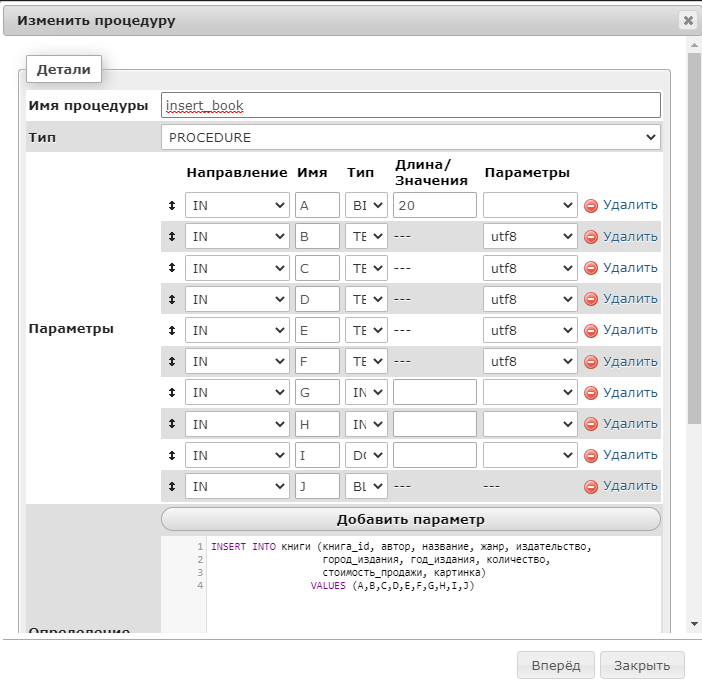 Изменить процедуру
Детали
Имя процедуры insert_book
Тип PROCEDURE
Направление Имя Тип Длина/Значения Параметры
IN A BI 20 Удалить
IN B TE --- utf8 Удалить
IN C TE --- utf8 Удалить
IN D TE --- utf8 Удалить
IN E TE --- utf8 Удалить
Параметры
IN F TE --- utf8 Удалить
IN G IN Удалить
IN H IN Удалить
IN I DO Удалить
IN J BL --- --- Удалить
Добавить параметр
1 INSERT INTO книги (книга_id, автор, название, жанр, издательство,
2 город_издания, год_издания, количество,
3 стоимость_продажи, картинка)
4 VALUES (A,B,C,D,E,F,G,H,I,J)
Определение
Вперёд Закрыть